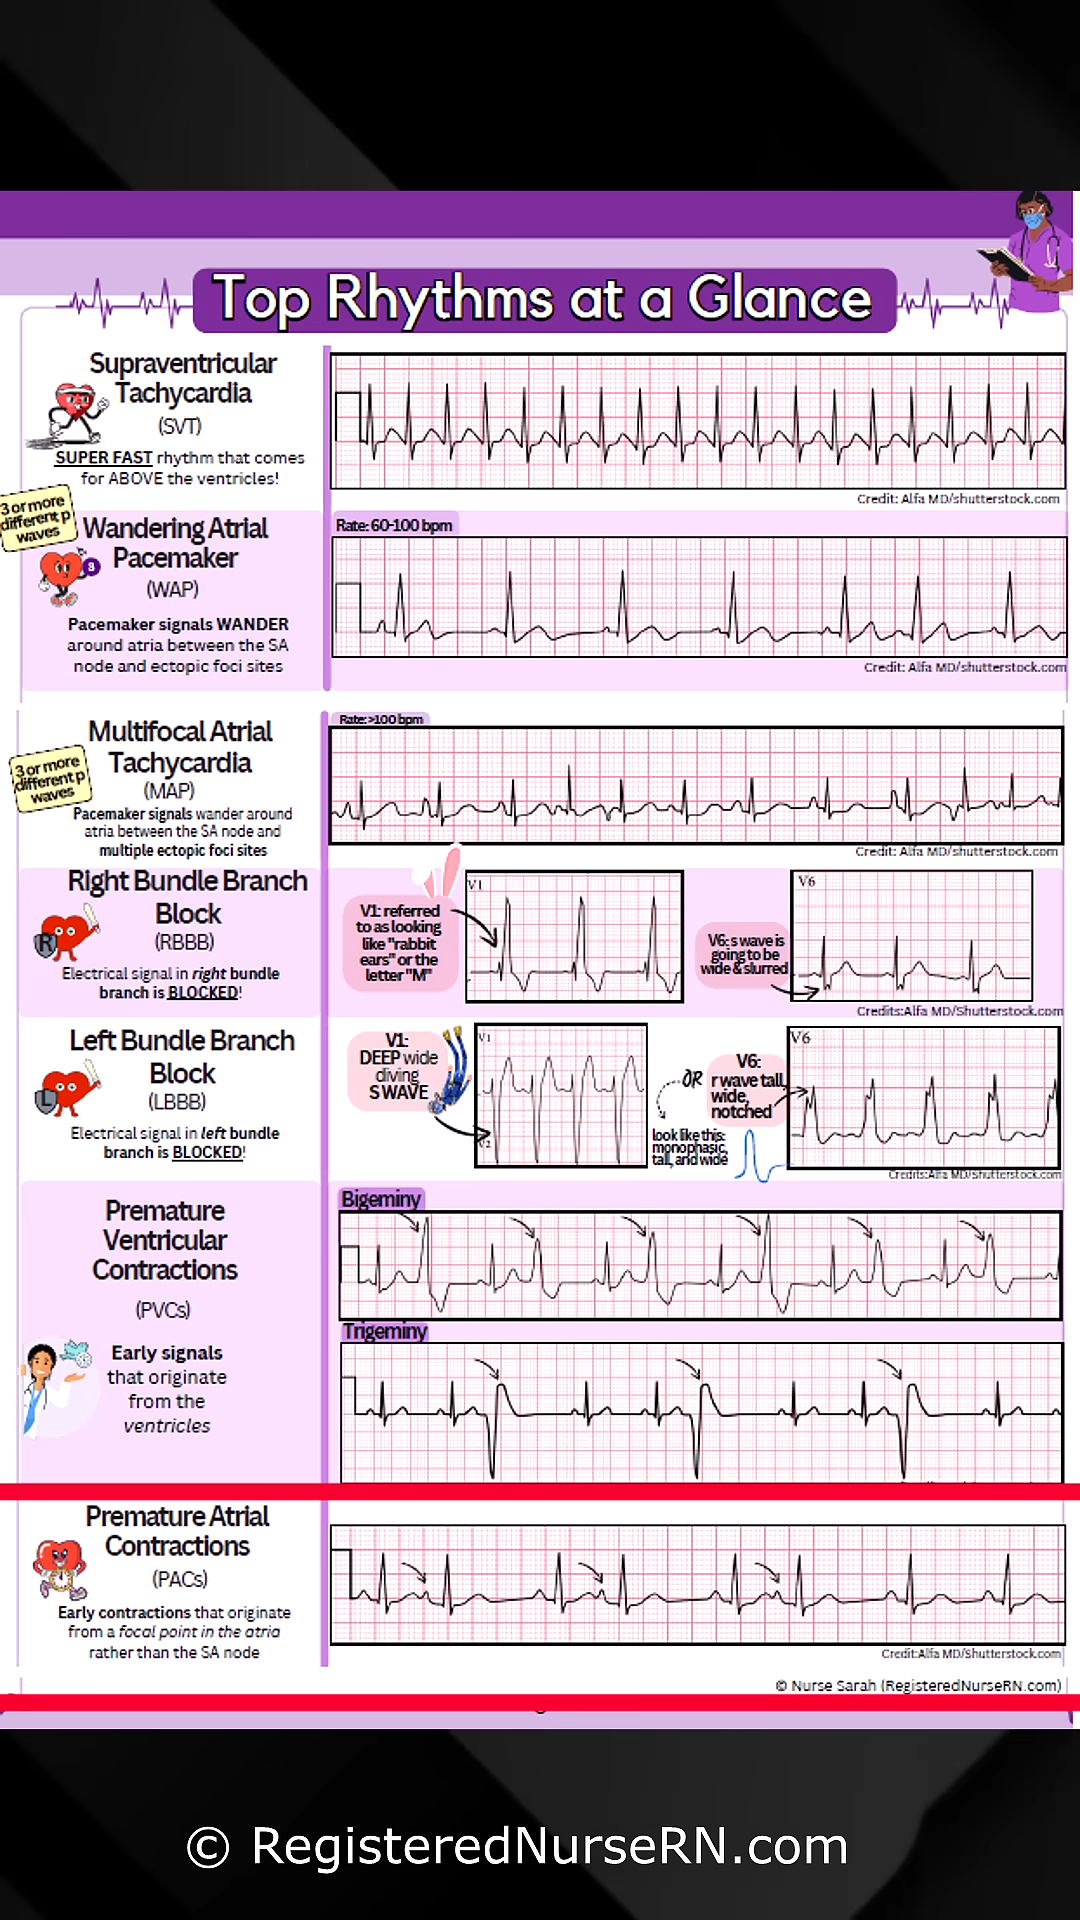 Top Rhythms at a Glance
Supraventricular
Tachycardia
(SVT)
SUPER FAST rhythm that comes
for ABOVE the ventricles!
Credit: Alfa MD/shutterstock.com
3 or more
different p
waves
Wandering Atrial
Pacemaker
(WAP)
Pacemaker signals WANDER
around atria between the SA
node and ectopic foci sites
Rate: 60-100 bpm
Credit: Alfa MD/shutterstock.com
Multifocal Atrial
Tachycardia
(MAP)
3 or more
different p
waves
Pacemaker signals wander around
atria between the SA node and
multiple ectopic foci sites
Rate: >100 bpm
Credit: Alfa MD/shutterstock.com
Right Bundle Branch
Block
(RBBB)
R
Electrical signal in right bundle
branch is BLOCKED!
V1: referred
to as looking
like "rabbit
ears" or the
letter "M"
V1
V6: s wave is
going to be
wide & slurred
V6
Credits:Alfa MD/Shutterstock.com
Left Bundle Branch
Block
(LBBB)
L
Electrical signal in left bundle
branch is BLOCKED!
V1:
DEEP wide
diving
S WAVE
V1
V2
OR
look like this:
monophasic,
tall, and wide
V6:
r wave tall,
wide,
notched
V6
Credits:Alfa MD/Shutterstock.com
Premature
Ventricular
Contractions
(PVCs)
Early signals
that originate
from the
ventricles
Bigeminy
Trigeminy
Premature Atrial
Contractions
(PACs)
Early contractions that originate
from a focal point in the atria
rather than the SA node
Credit:Alfa MD/Shutterstock.com
© Nurse Sarah (RegisteredNurseRN.com)
© RegisteredNurseRN.com